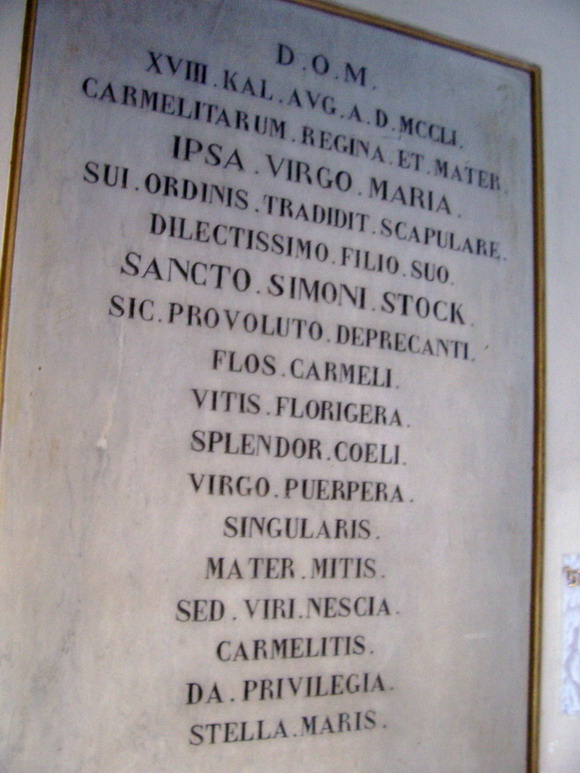 D.O.M.
XVIII.KAL.AVG.A.D.MCCLI.
CARMELITARUM.REGINA.ET.MATER.
IPSA.VIRGO.MARIA.
SUI.ORDINIS.TRADIDIT.SCAPULARE.
DILECTISSIMO.FILIO.SUO.
SANCTO.SIMONI.STOCK.
SIC.PROVOLUTO.DEPRECANTI.
FLOS.CARMELI.
VITIS.FLORIGERA.
SPLENDOR.COELI.
VIRGO.PUERPERA.
SINGULARIS.
MATER.MITIS.
SED.VIRI.NESCIA.
CARMELITIS.
DA.PRIVILEGIA.
STELLA.MARIS.